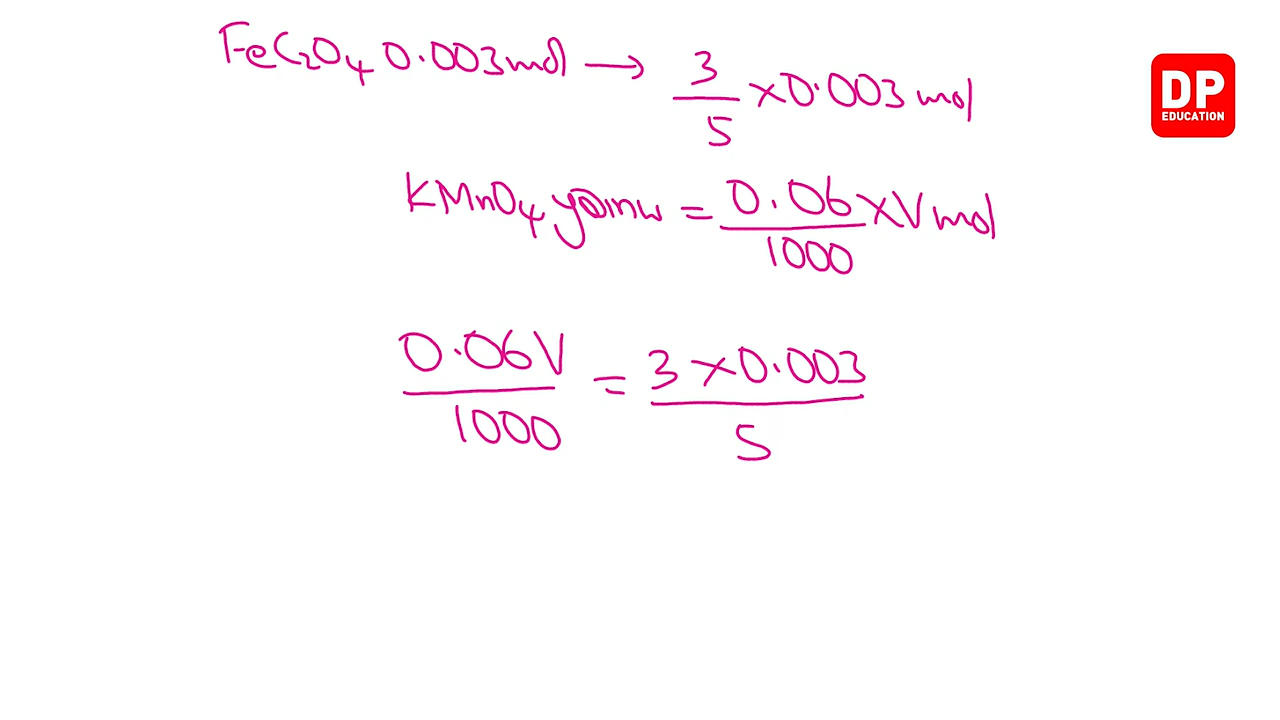 FeC₂O₄ 0.003mol → 3/5 × 0.003 mol
KMnO₄ = 0.06/1000 × V mol
0.06V/1000 = 3 × 0.003/5
DP
EDUCATION